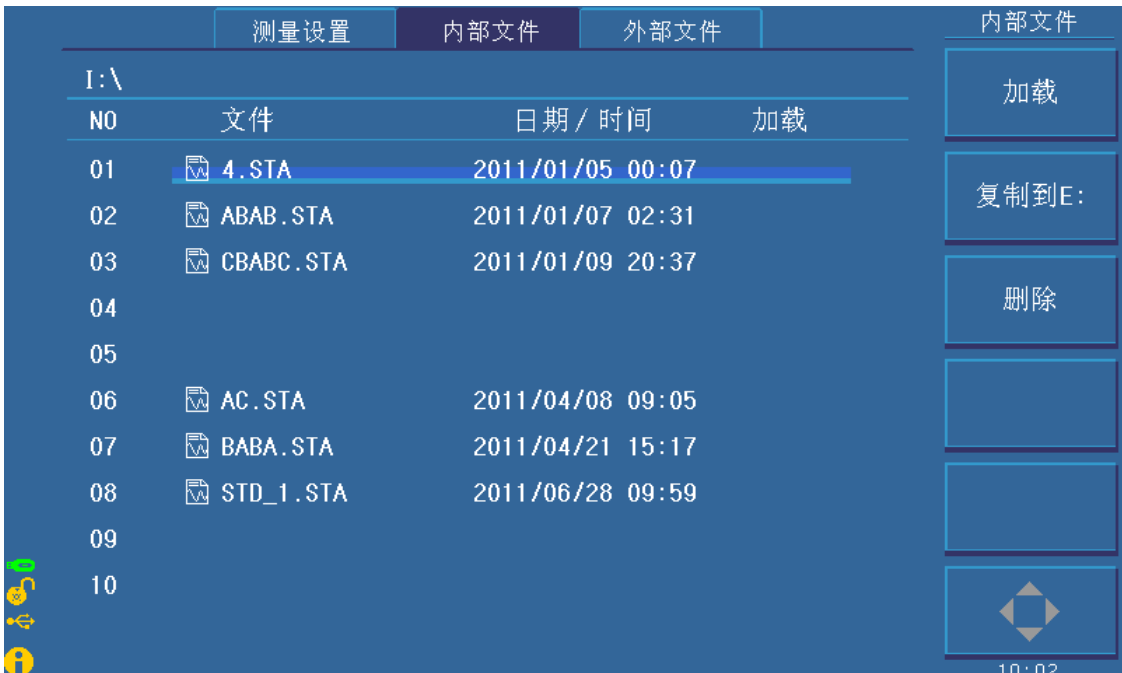 测量设置 内部文件 外部文件 内部文件
I:\
NO 文件 日期/时间 加载
01 4.STA 2011/01/05 00:07
02 ABAB.STA 2011/01/07 02:31
03 CBABC.STA 2011/01/09 20:37
04
05
06 AC.STA 2011/04/08 09:05
07 BABA.STA 2011/04/21 15:17
08 STD_1.STA 2011/06/28 09:59
09
10
加载
复制到E:
删除
10:02